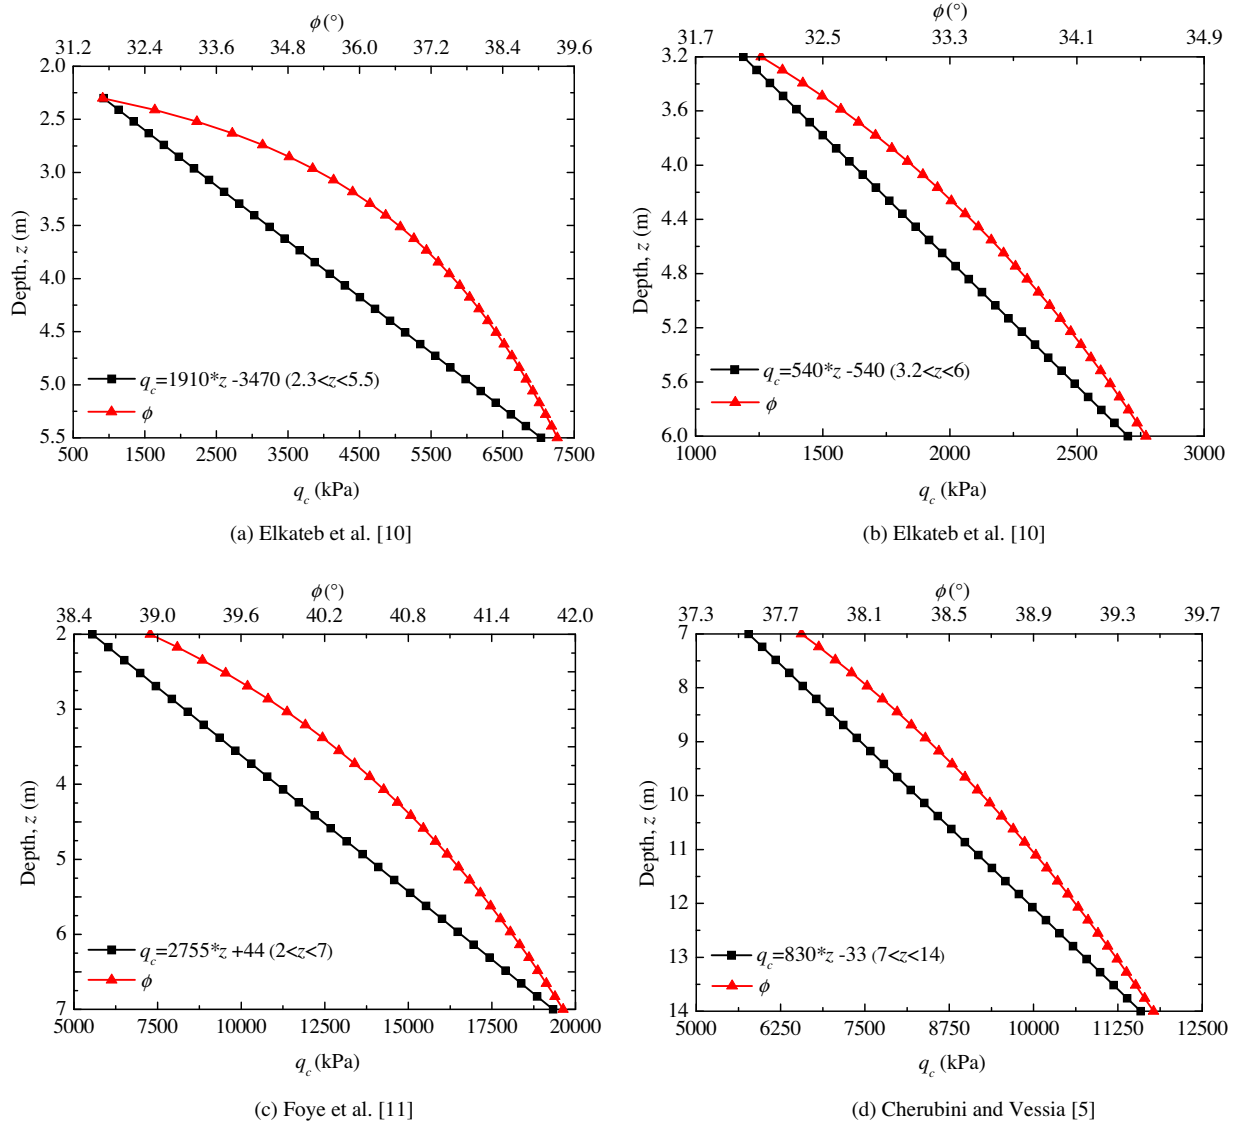 ϕ (°)
31.2 32.4 33.6 34.8 36.0 37.2 38.4 39.6
2.0
2.5
3.0
3.5
4.0
4.5
5.0
5.5
Depth, z (m)
q_c=1910*z -3470 (2.3<z<5.5)
ϕ
500 1500 2500 3500 4500 5500 6500 7500
q_c (kPa)
(a) Elkateb et al. [10]
ϕ (°)
31.7 32.5 33.3 34.1 34.9
3.2
3.6
4.0
4.4
4.8
5.2
5.6
6.0
Depth, z (m)
q_c=540*z -540 (3.2<z<6)
ϕ
1000 1500 2000 2500 3000
q_c (kPa)
(b) Elkateb et al. [10]
ϕ (°)
38.4 39.0 39.6 40.2 40.8 41.4 42.0
2
3
4
5
6
7
Depth, z (m)
q_c=2755*z +44 (2<z<7)
ϕ
5000 7500 10000 12500 15000 17500 20000
q_c (kPa)
(c) Foye et al. [11]
ϕ (°)
37.3 37.7 38.1 38.5 38.9 39.3 39.7
7
8
9
10
11
12
13
14
Depth, z (m)
q_c=830*z -33 (7<z<14)
ϕ
5000 6250 7500 8750 10000 11250 12500
q_c (kPa)
(d) Cherubini and Vessia [5]